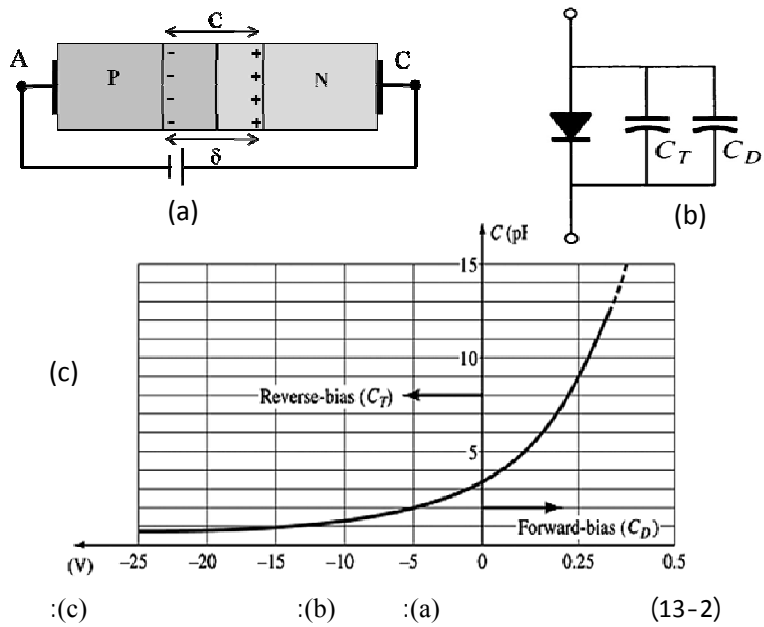 C
A
P
N
C
- +
- +
- +
- +
δ
(a)
C_T
C_D
(b)
C (pF
15
10
5
(c)
Reverse-bias (C_T)
Forward-bias (C_D)
(V) −25 −20 −15 −10 −5 0 0.25 0.5
:(c) :(b) :(a) (13-2)